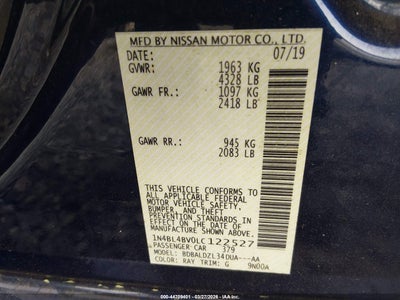 MFD BY NISSAN MOTOR CO., LTD.
DATE: 07/19
GVWR: 1963 KG
4328 LB
GAWR FR.: 1097 KG
2418 LB
GAWR RR.: 945 KG
2083 LB
THIS VEHICLE CONFORMS TO
ALL APPLICABLE FEDERAL
MOTOR VEHICLE SAFETY,
BUMPER, AND THEFT
PREVENTION STANDARDS IN
EFFECT ON THE DATE OF
MANUFACTURE SHOWN ABOVE.
1N4BL4BV0LC122527
PASSENGER CAR 379
MODEL: BDBALDZL34DUA---AA
COLOR: RAY TRIM: G 9N00A
000-44209401 - 03/27/2026 -